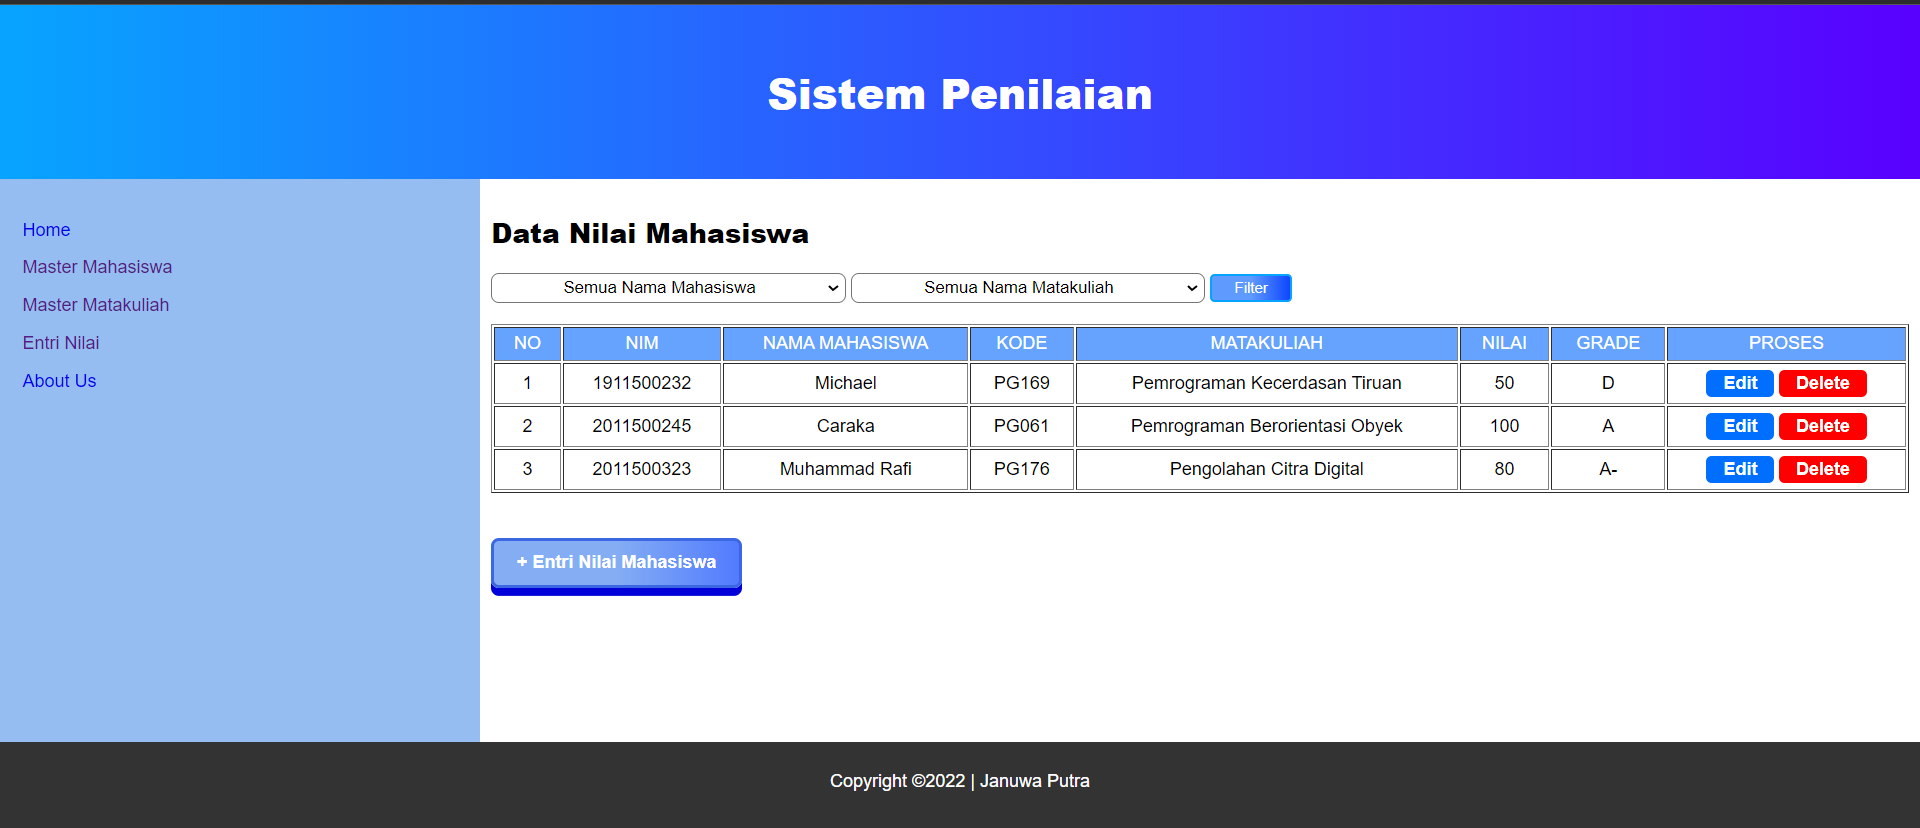 Sistem Penilaian
Home
Master Mahasiswa
Master Matakuliah
Entri Nilai
About Us
Data Nilai Mahasiswa
Semua Nama Mahasiswa Semua Nama Matakuliah Filter
NO NIM NAMA MAHASISWA KODE MATAKULIAH NILAI GRADE PROSES
1 1911500232 Michael PG169 Pemrograman Kecerdasan Tiruan 50 D Edit Delete
2 2011500245 Caraka PG061 Pemrograman Berorientasi Obyek 100 A Edit Delete
3 2011500323 Muhammad Rafi PG176 Pengolahan Citra Digital 80 A- Edit Delete
+ Entri Nilai Mahasiswa
Copyright ©2022 | Januwa Putra